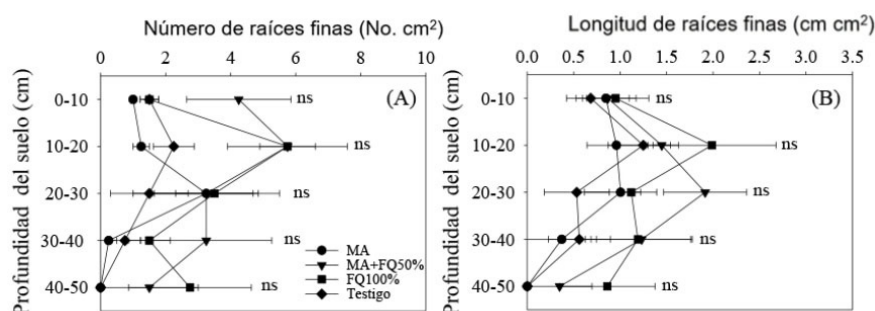 Número de raíces finas (No. cm²)
0 2 4 6 8 10
Profundidad del suelo (cm)
0-10
10-20
20-30
30-40
40-50
(A)
ns
ns
ns
ns
ns
MA
MA+FQ50%
FQ100%
Testigo
Longitud de raíces finas (cm cm²)
0.0 0.5 1.0 1.5 2.0 2.5 3.0 3.5
Profundidad del suelo (cm)
0-10
10-20
20-30
30-40
40-50
(B)
ns
ns
ns
ns
ns